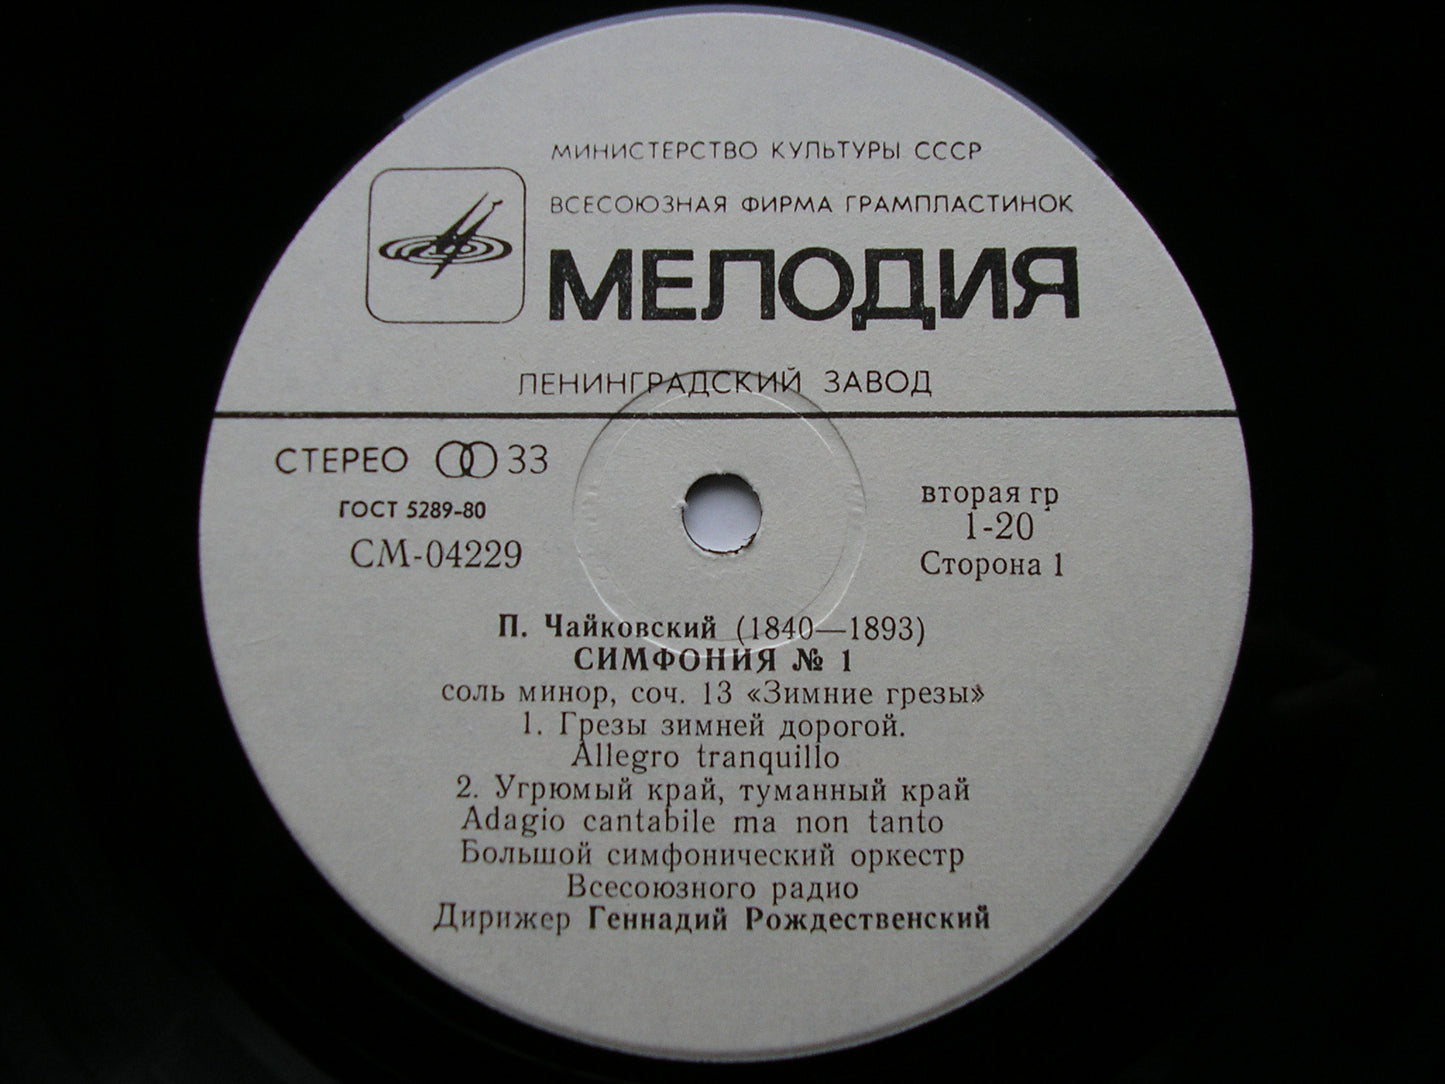 МИНИСТЕРСТВО КУЛЬТУРЫ СССР
ВСЕСОЮЗНАЯ ФИРМА ГРАМПЛАСТИНОК
МЕЛОДИЯ
ЛЕНИНГРАДСКИЙ ЗАВОД
СТЕРЕО 33
ГОСТ 5289-80
СМ-04229
вторая гр
1-20
Сторона 1
П. Чайковский (1840—1893)
СИМФОНИЯ № 1
соль минор, соч. 13 «Зимние грезы»
1. Грезы зимней дорогой.
Allegro tranquillo
2. Угрюмый край, туманный край
Adagio cantabile ma non tanto
Большой симфонический оркестр
Всесоюзного радио
Дирижер Геннадий Рождественский